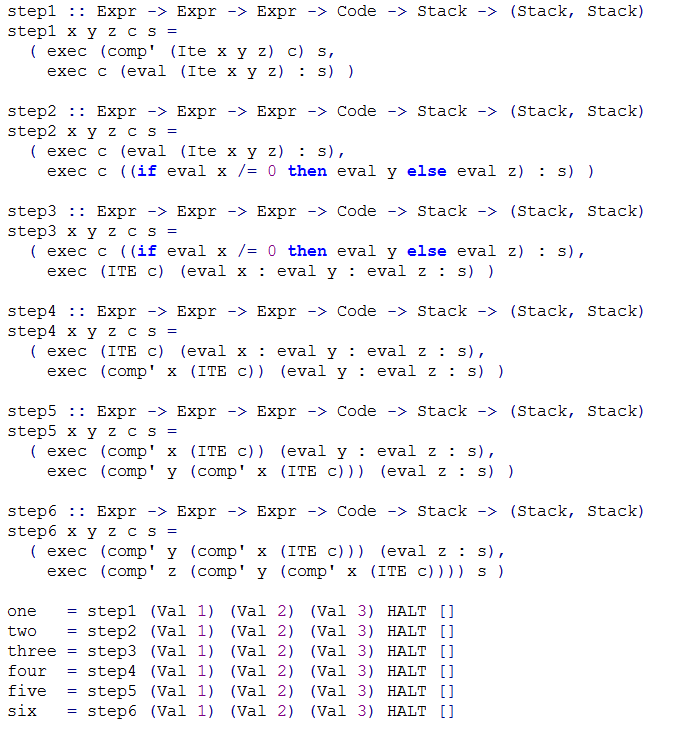 step1 :: Expr -> Expr -> Expr -> Code -> Stack -> (Stack, Stack)
step1 x y z c s =
  ( exec (comp' (Ite x y z) c) s,
    exec c (eval (Ite x y z) : s) )

step2 :: Expr -> Expr -> Expr -> Code -> Stack -> (Stack, Stack)
step2 x y z c s =
  ( exec c (eval (Ite x y z) : s),
    exec c ((if eval x /= 0 then eval y else eval z) : s) )

step3 :: Expr -> Expr -> Expr -> Code -> Stack -> (Stack, Stack)
step3 x y z c s =
  ( exec c ((if eval x /= 0 then eval y else eval z) : s),
    exec (ITE c) (eval x : eval y : eval z : s) )

step4 :: Expr -> Expr -> Expr -> Code -> Stack -> (Stack, Stack)
step4 x y z c s =
  ( exec (ITE c) (eval x : eval y : eval z : s),
    exec (comp' x (ITE c)) (eval y : eval z : s) )

step5 :: Expr -> Expr -> Expr -> Code -> Stack -> (Stack, Stack)
step5 x y z c s =
  ( exec (comp' x (ITE c)) (eval y : eval z : s),
    exec (comp' y (comp' x (ITE c))) (eval z : s) )

step6 :: Expr -> Expr -> Expr -> Code -> Stack -> (Stack, Stack)
step6 x y z c s =
  ( exec (comp' y (comp' x (ITE c))) (eval z : s),
    exec (comp' z (comp' y (comp' x (ITE c)))) s )

one   = step1 (Val 1) (Val 2) (Val 3) HALT []
two   = step2 (Val 1) (Val 2) (Val 3) HALT []
three = step3 (Val 1) (Val 2) (Val 3) HALT []
four  = step4 (Val 1) (Val 2) (Val 3) HALT []
five  = step5 (Val 1) (Val 2) (Val 3) HALT []
six   = step6 (Val 1) (Val 2) (Val 3) HALT []